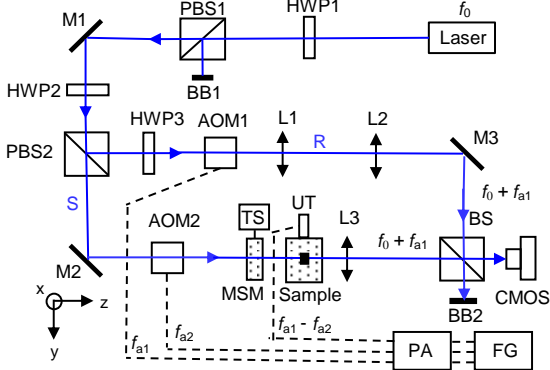 M1
PBS1
HWP1
f₀
Laser
BB1
HWP2
HWP3
AOM1
L1
L2
M3
PBS2
R
f₀ + fₐ₁
S
AOM2
TS
UT
L3
BS
f₀ + fₐ₁
M2
MSM
Sample
CMOS
BB2
x
z
y
fₐ₁
fₐ₂
fₐ₁ - fₐ₂
PA
FG